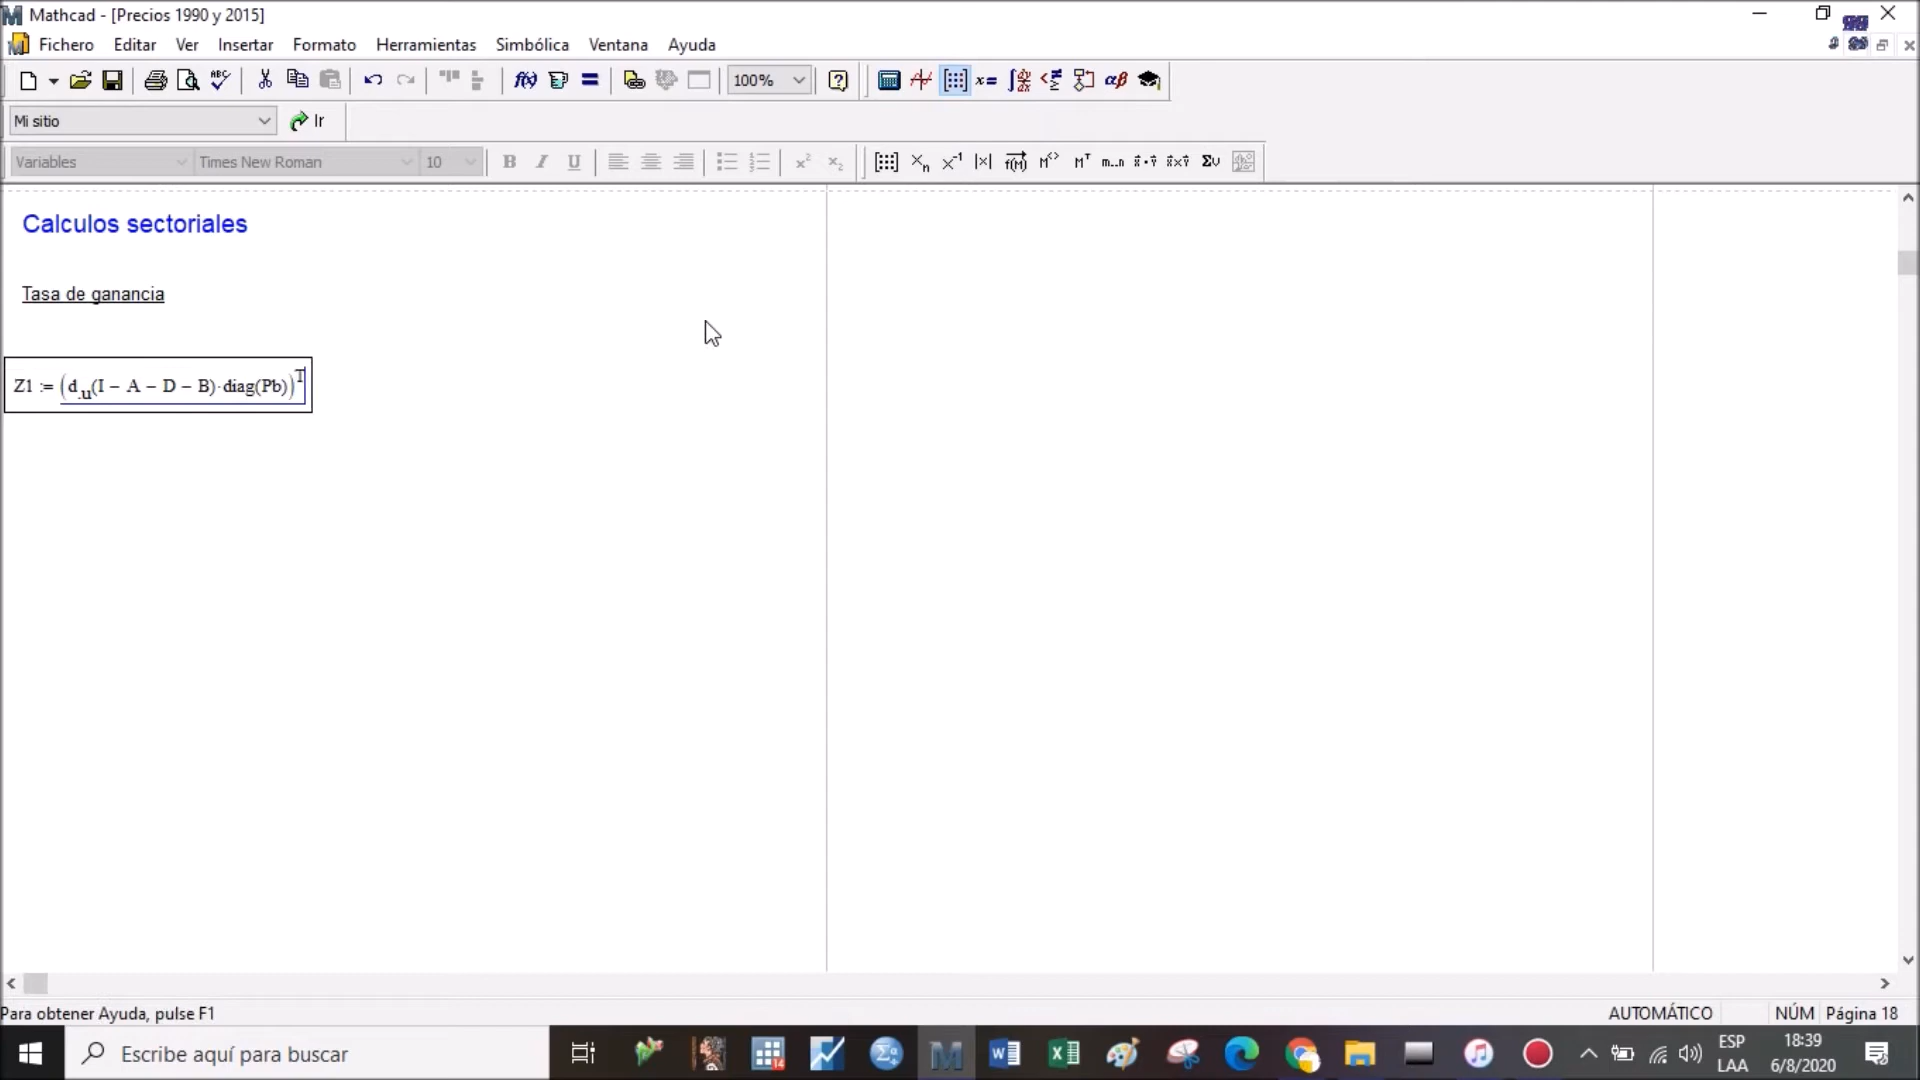 Mathcad - [Precios 1990 y 2015]
Fichero Editar Ver Insertar Formato Herramientas Simbólica Ventana Ayuda
100%
Mi sitio Ir
Variables Times New Roman 10 B I U
Calculos sectoriales
Tasa de ganancia
Z1 := (d.u(I − A − D − B)·diag(Pb))^T
Para obtener Ayuda, pulse F1 AUTOMÁTICO NÚM Página 18
Escribe aquí para buscar
ESP 18:39
LAA 6/8/2020